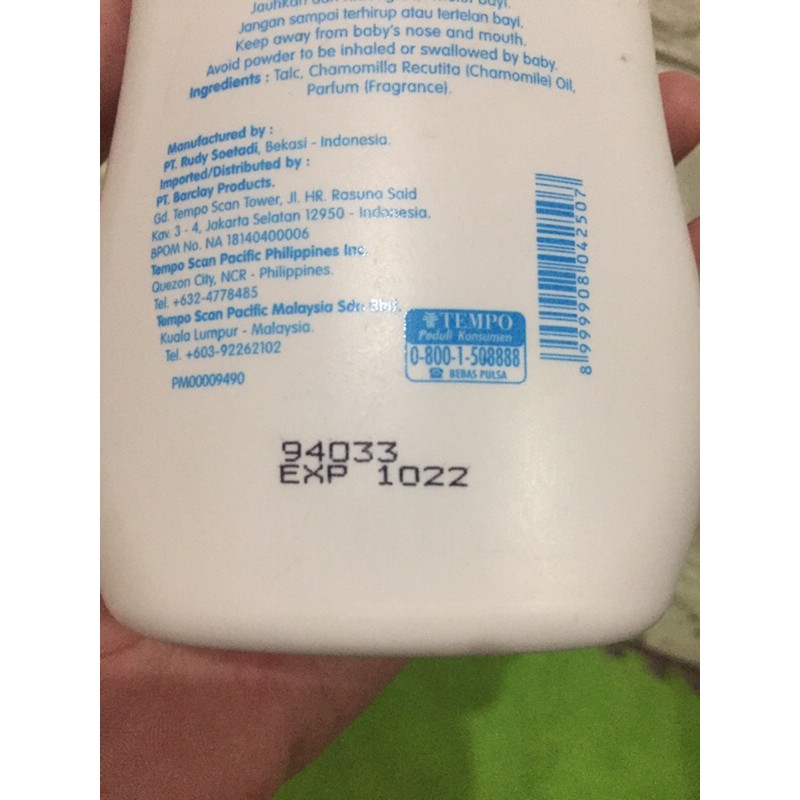 Jangan sampai terhirup atau tertelan bayi.
Keep away from baby's nose and mouth.
Avoid powder to be inhaled or swallowed by baby.
Ingredients : Talc, Chamomilla Recutita (Chamomile) Oil,
Parfum (Fragrance).
Manufactured by :
PT. Rudy Soetadi, Bekasi - Indonesia.
Imported/Distributed by :
PT. Barclay Products.
Gd. Tempo Scan Tower, Jl. HR. Rasuna Said
Kav. 3 - 4, Jakarta Selatan 12950 - Indonesia.
BPOM No. NA 18140400006
Tempo Scan Pacific Philippines Inc.
Quezon City, NCR - Philippines.
Tel. +632-4778485
Tempo Scan Pacific Malaysia Sdn Bhd.
Kuala Lumpur - Malaysia.
Tel. +603-92262102
PM00009490
TEMPO
Peduli Konsumen
0-800-1-508888
BEBAS PULSA
8 999908 042507
94033
EXP 1022